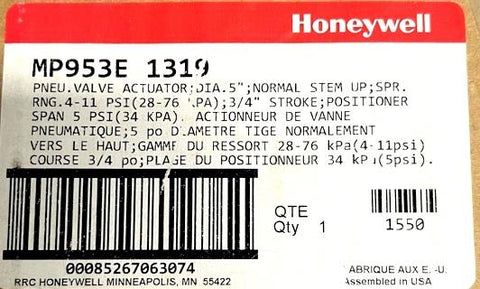 Honeywell
MP953E 1319
PNEU.VALVE ACTUATOR;DIA.5";NORMAL STEM UP;SPR.
RNG.4-11 PSI(28-76 KPA);3/4" STROKE;POSITIONER
SPAN 5 PSI(34 KPA). ACTIONNEUR DE VANNE
PNEUMATIQUE;5 po DIAMETRE TIGE NORMALEMENT
VERS LE HAUT;GAMME DU RESSORT 28-76 kPa(4-11psi)
COURSE 3/4 po;PLAGE DU POSITIONNEUR 34 kPa(5psi).
QTE
Qty 1
1550
00085267063074
RRC HONEYWELL MINNEAPOLIS, MN 55422
FABRIQUE AUX E.-U.
Assembled in USA